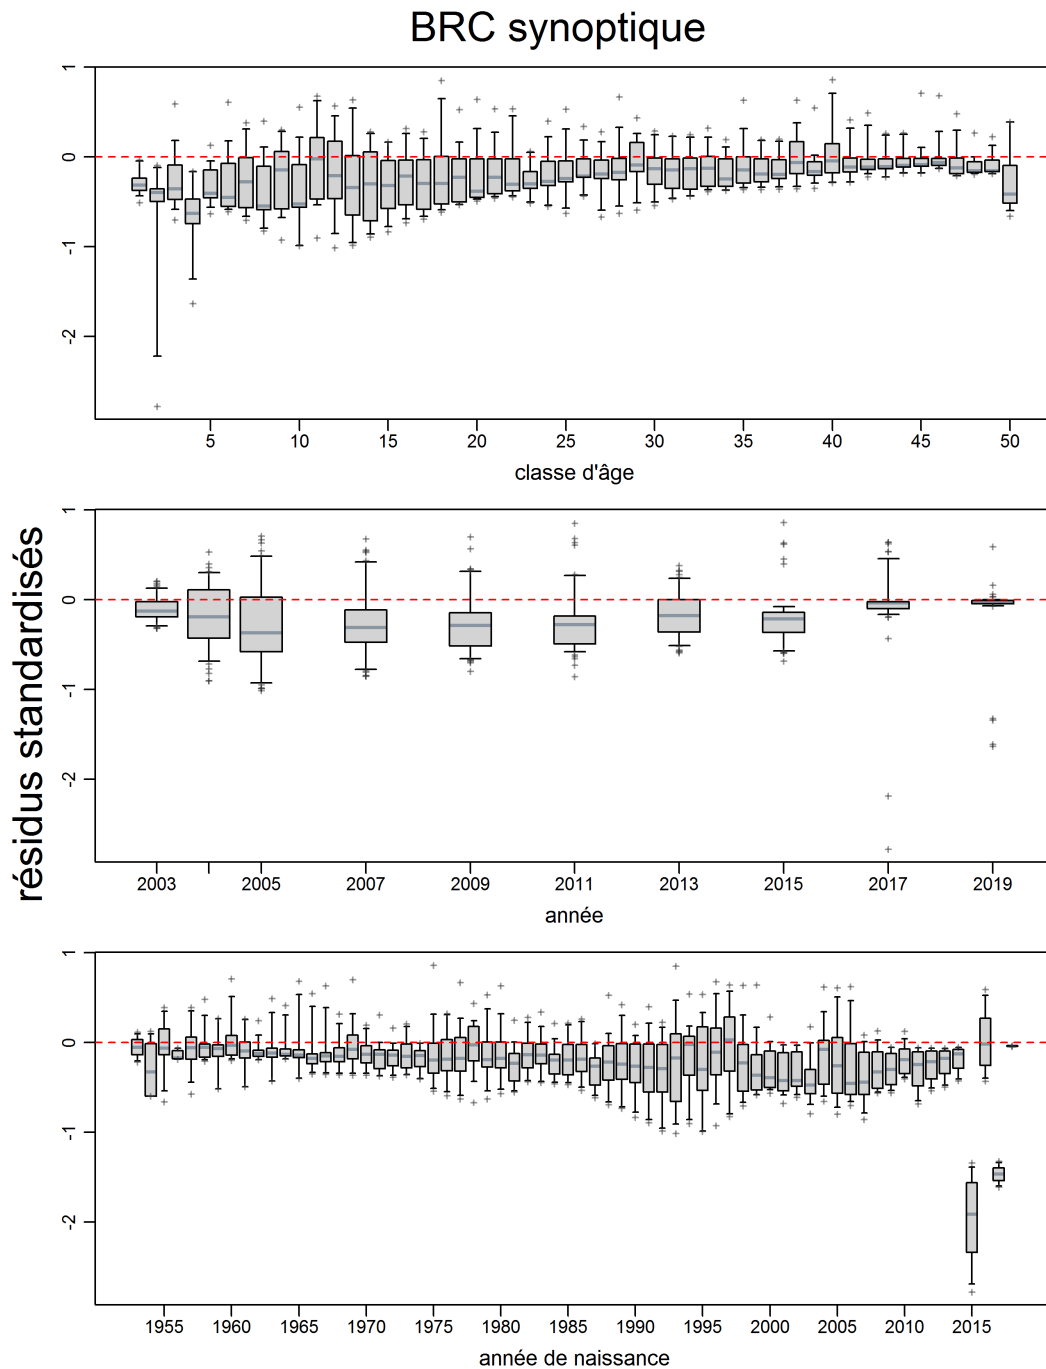 BRC synoptique
résidus standardisés
1
0
-1
-2
5 10 15 20 25 30 35 40 45 50
classe d'âge
1
0
-1
-2
2003 2005 2007 2009 2011 2013 2015 2017 2019
année
1
0
-1
-2
1955 1960 1965 1970 1975 1980 1985 1990 1995 2000 2005 2010 2015
année de naissance